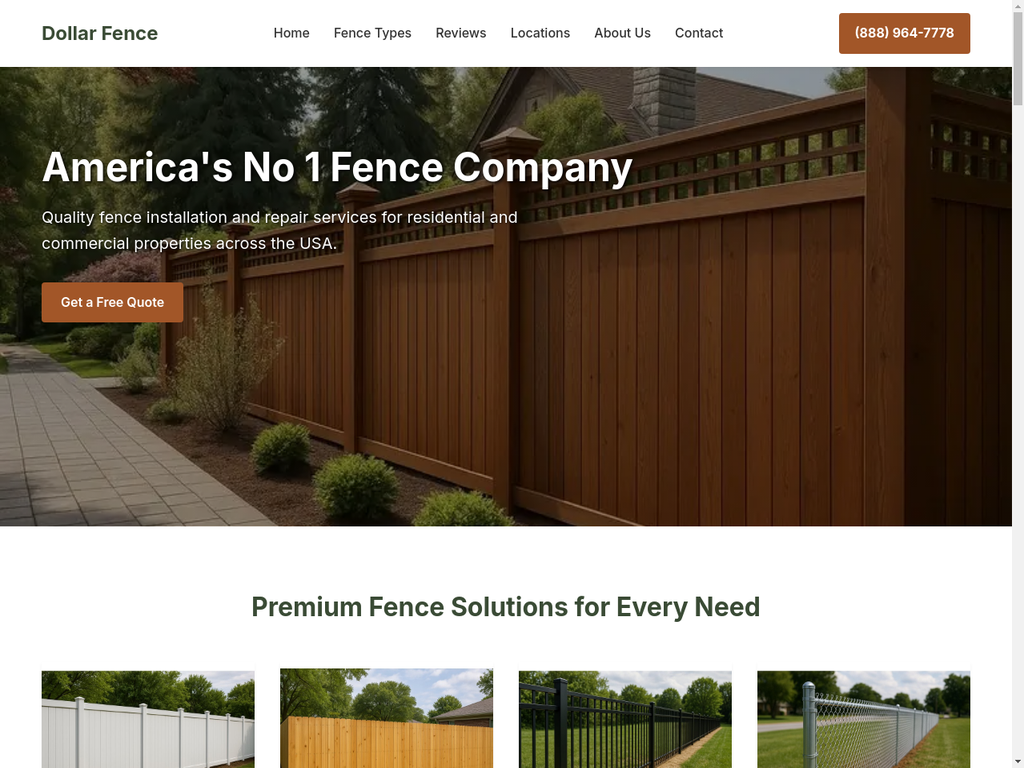 Dollar Fence
Home
Fence Types
Reviews
Locations
About Us
Contact
(888) 964-7778
America's No 1 Fence Company
Quality fence installation and repair services for residential and
commercial properties across the USA.
Get a Free Quote
Premium Fence Solutions for Every Need